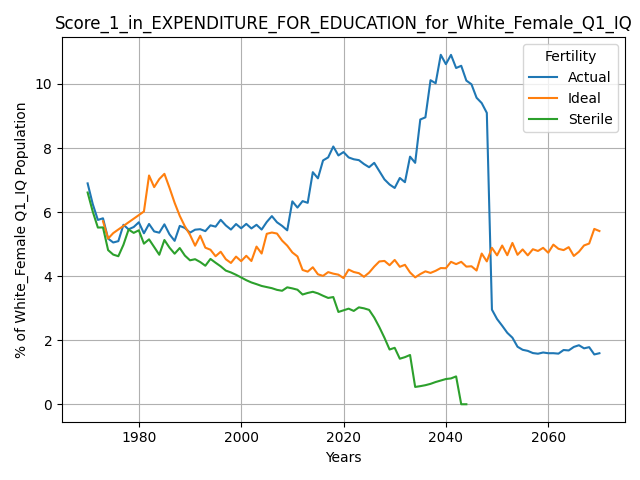 Score_1_in_EXPENDITURE_FOR_EDUCATION_for_White_Female_Q1_IQ
Fertility
Actual
Ideal
Sterile
% of White_Female Q1_IQ Population
10
8
6
4
2
0
1980
2000
2020
2040
2060
Years